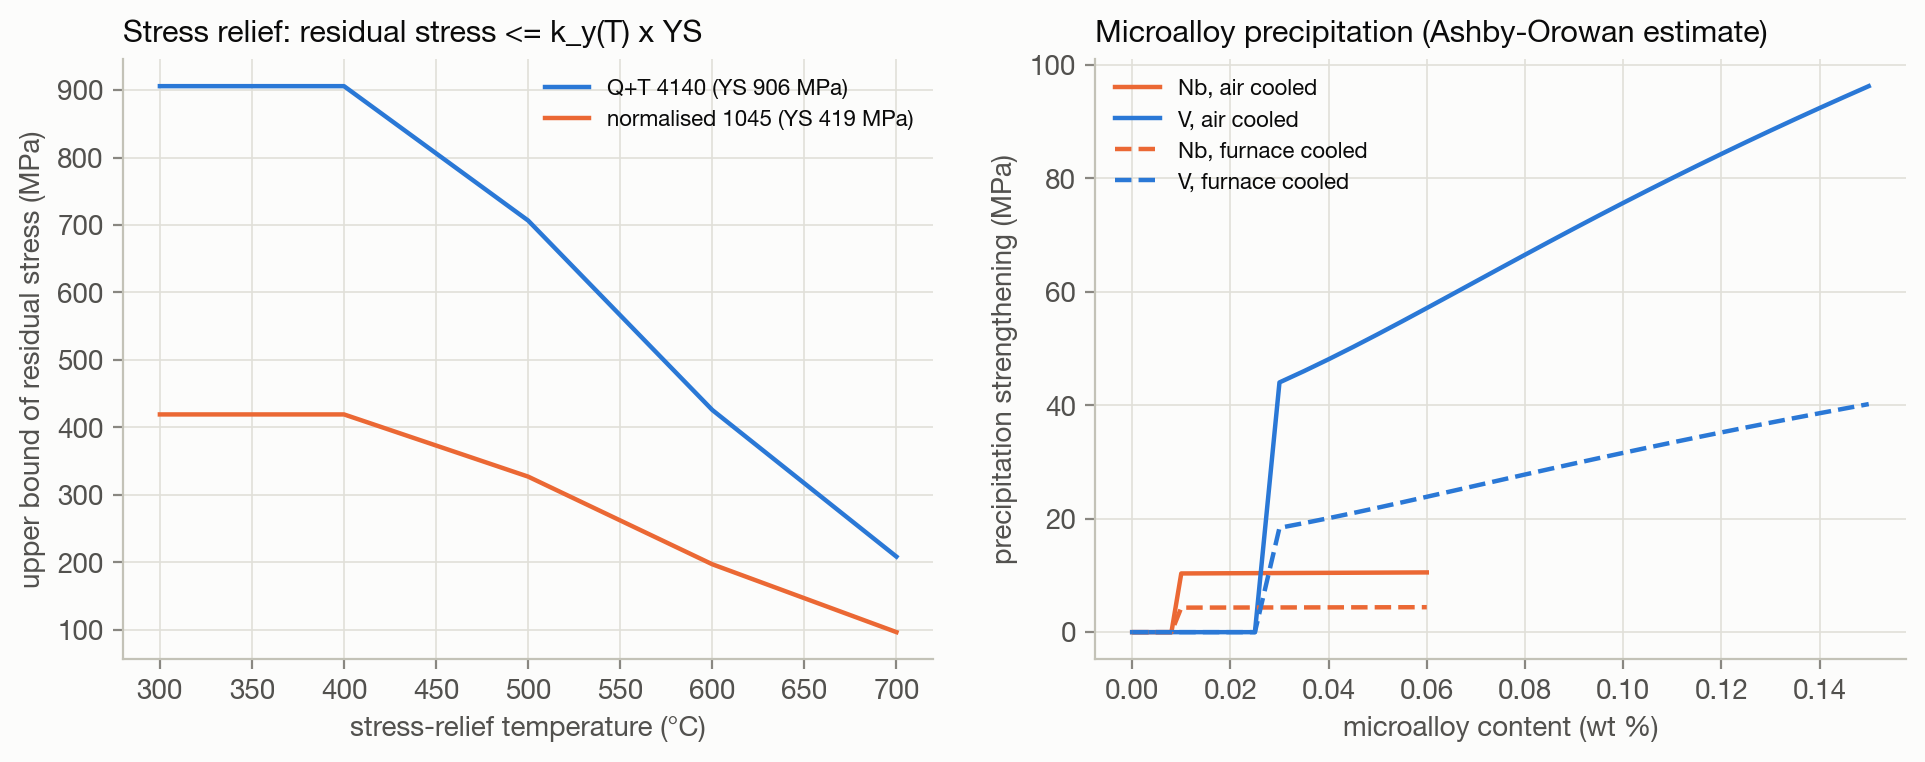 Stress relief: residual stress <= k_y(T) x YS
upper bound of residual stress (MPa)
900
800
700
600
500
400
300
200
100
Q+T 4140 (YS 906 MPa)
normalised 1045 (YS 419 MPa)
300 350 400 450 500 550 600 650 700
stress-relief temperature (°C)
Microalloy precipitation (Ashby-Orowan estimate)
precipitation strengthening (MPa)
100
80
60
40
20
0
Nb, air cooled
V, air cooled
Nb, furnace cooled
V, furnace cooled
0.00 0.02 0.04 0.06 0.08 0.10 0.12 0.14
microalloy content (wt %)